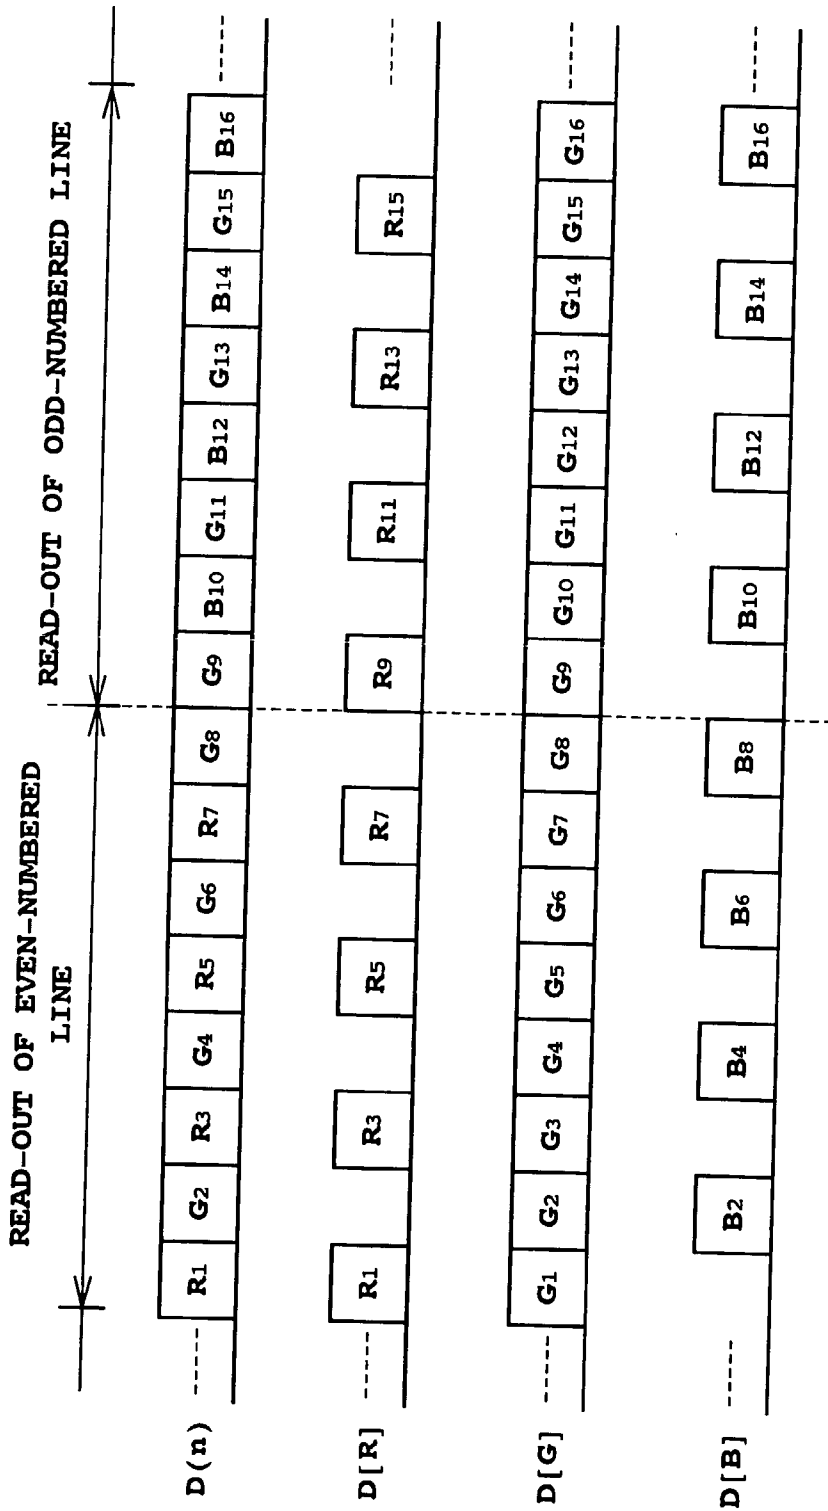 READ-OUT OF EVEN-NUMBERED
LINE
READ-OUT OF ODD-NUMBERED LINE
D(n) ----- R1 G2 R3 G4 R5 G6 R7 G8 G9 B10 G11 B12 G13 B14 G15 B16 -----
D[R] ----- R1 R3 R5 R7 R9 R11 R13 R15 -----
D[G] ----- G1 G2 G3 G4 G5 G6 G7 G8 G9 G10 G11 G12 G13 G14 G15 G16 -----
D[B] ----- B2 B4 B6 B8 B10 B12 B14 B16 -----